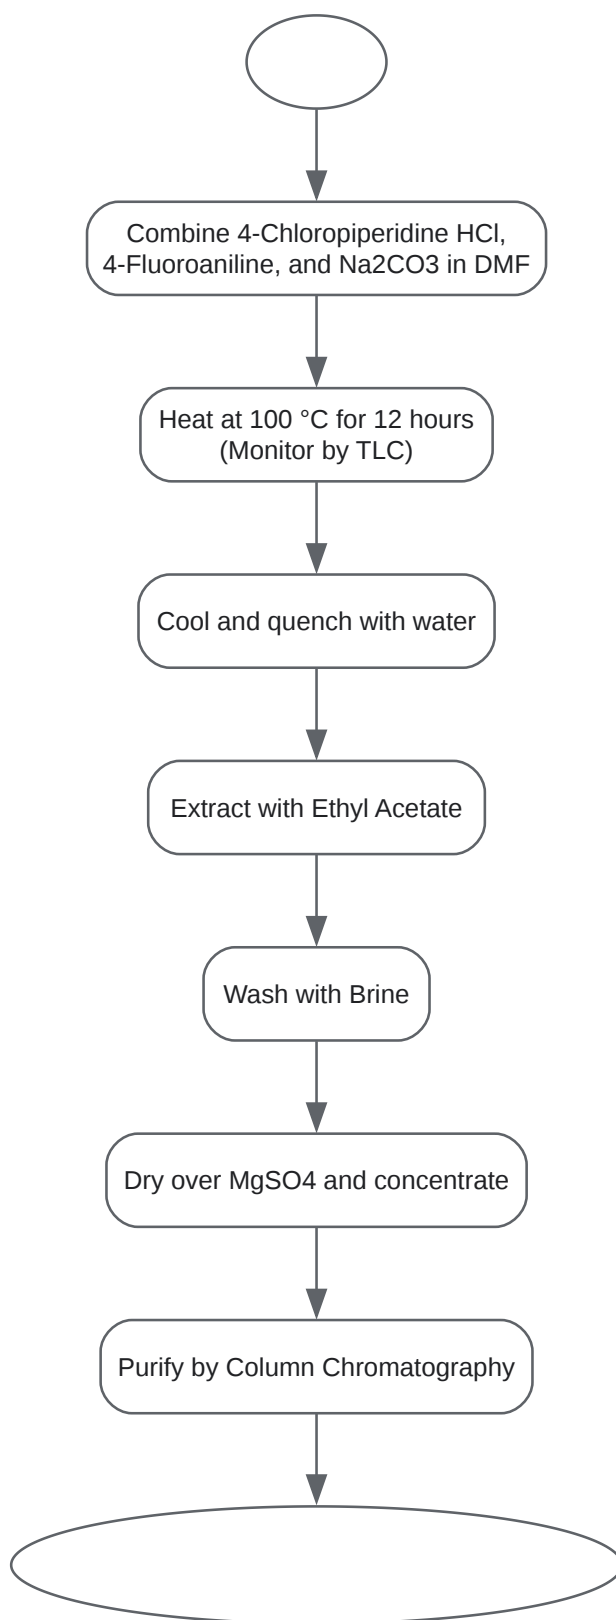 Combine 4-Chloropiperidine HCl,
4-Fluoroaniline, and Na2CO3 in DMF
Heat at 100 °C for 12 hours
(Monitor by TLC)
Cool and quench with water
Extract with Ethyl Acetate
Wash with Brine
Dry over MgSO4 and concentrate
Purify by Column Chromatography